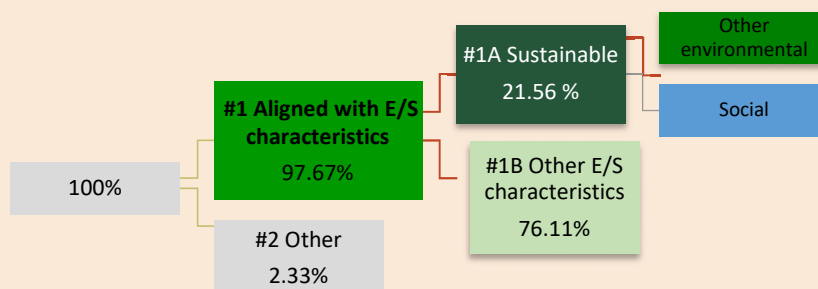 100%
#1 Aligned with E/S
characteristics
97.67%
#2 Other
2.33%
#1A Sustainable
21.56 %
#1B Other E/S
characteristics
76.11%
Other
environmental
Social